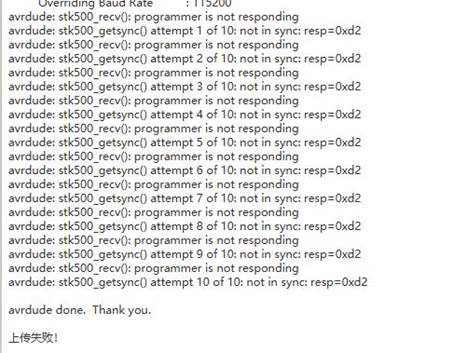 Overriding Baud Rate : 115200
avrdude: stk500_recv(): programmer is not responding
avrdude: stk500_getsync() attempt 1 of 10: not in sync: resp=0xd2
avrdude: stk500_recv(): programmer is not responding
avrdude: stk500_getsync() attempt 2 of 10: not in sync: resp=0xd2
avrdude: stk500_recv(): programmer is not responding
avrdude: stk500_getsync() attempt 3 of 10: not in sync: resp=0xd2
avrdude: stk500_recv(): programmer is not responding
avrdude: stk500_getsync() attempt 4 of 10: not in sync: resp=0xd2
avrdude: stk500_recv(): programmer is not responding
avrdude: stk500_getsync() attempt 5 of 10: not in sync: resp=0xd2
avrdude: stk500_recv(): programmer is not responding
avrdude: stk500_getsync() attempt 6 of 10: not in sync: resp=0xd2
avrdude: stk500_recv(): programmer is not responding
avrdude: stk500_getsync() attempt 7 of 10: not in sync: resp=0xd2
avrdude: stk500_recv(): programmer is not responding
avrdude: stk500_getsync() attempt 8 of 10: not in sync: resp=0xd2
avrdude: stk500_recv(): programmer is not responding
avrdude: stk500_getsync() attempt 9 of 10: not in sync: resp=0xd2
avrdude: stk500_recv(): programmer is not responding
avrdude: stk500_getsync() attempt 10 of 10: not in sync: resp=0xd2
avrdude done.  Thank you.
上传失败!